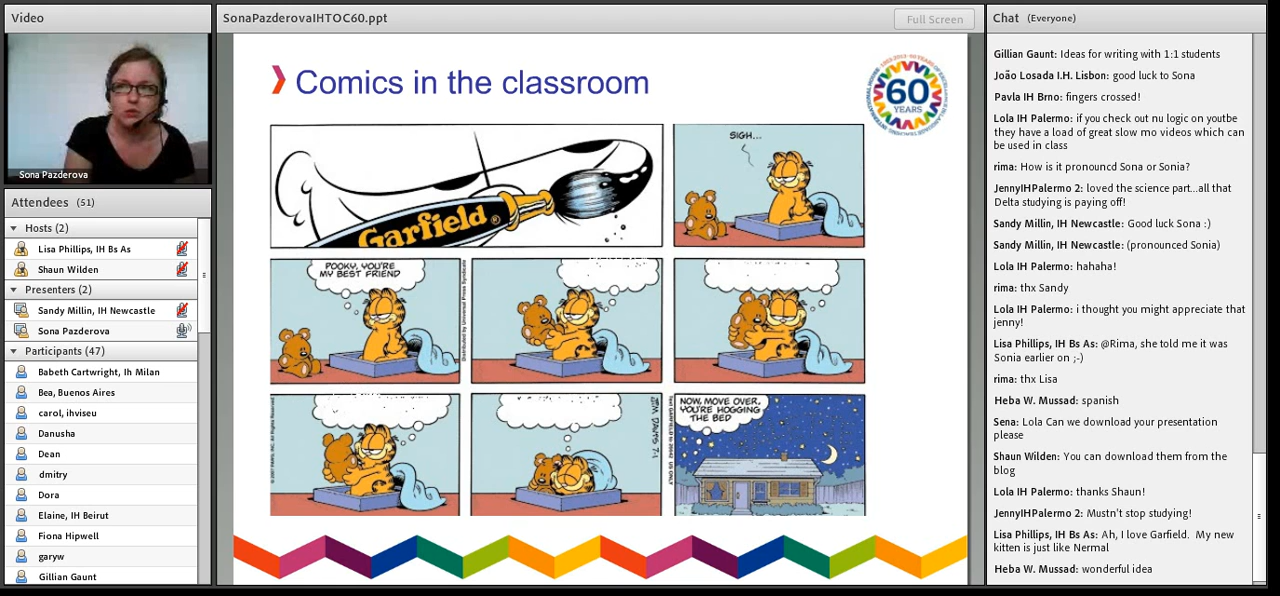 Video
Sona Pazderova
Attendees (51)
Hosts (2)
Lisa Phillips, IH Bs As
Shaun Wilden
Presenters (2)
Sandy Millin, IH Newcastle
Sona Pazderova
Participants (47)
Babeth Cartwright, Ih Milan
Bea, Buenos Aires
carol, ihviseu
Danusha
Dean
dmitry
Dora
Elaine, IH Beirut
Fiona Hipwell
garyw
Gillian Gaunt
SonaPazderovaIHTOC60.ppt
Full Screen
Comics in the classroom
60
YEARS
Garfield®
SIGH...
POOKY, YOU'RE
MY BEST FRIEND
Distributed by Universal Press Syndicate
JIM DAVIS 7-1
NOW, MOVE OVER.
YOU'RE HOGGING
THE BED
Chat (Everyone)
Gillian Gaunt: Ideas for writing with 1:1 students
João Losada I.H. Lisbon: good luck to Sona
Pavla IH Brno: fingers crossed!
Lola IH Palermo: if you check out nu logic on youtbe
they have a load of great slow mo videos which can
be used in class
rima: How is it pronouncd Sona or Sonia?
JennyIHPalermo 2: loved the science part...all that
Delta studying is paying off!
Sandy Millin, IH Newcastle: Good luck Sona :)
Sandy Millin, IH Newcastle: (pronounced Sonia)
Lola IH Palermo: hahaha!
rima: thx Sandy
Lola IH Palermo: i thought you might appreciate that
jenny!
Lisa Phillips, IH Bs As: @Rima, she told me it was
Sonia earlier on ;-)
rima: thx Lisa
Heba W. Mussad: spanish
Sena: Lola Can we download your presentation
please
Shaun Wilden: You can download them from the
blog
Lola IH Palermo: thanks Shaun!
JennyIHPalermo 2: Mustn't stop studying!
Lisa Phillips, IH Bs As: Ah, I love Garfield. My new
kitten is just like Nermal
Heba W. Mussad: wonderful idea